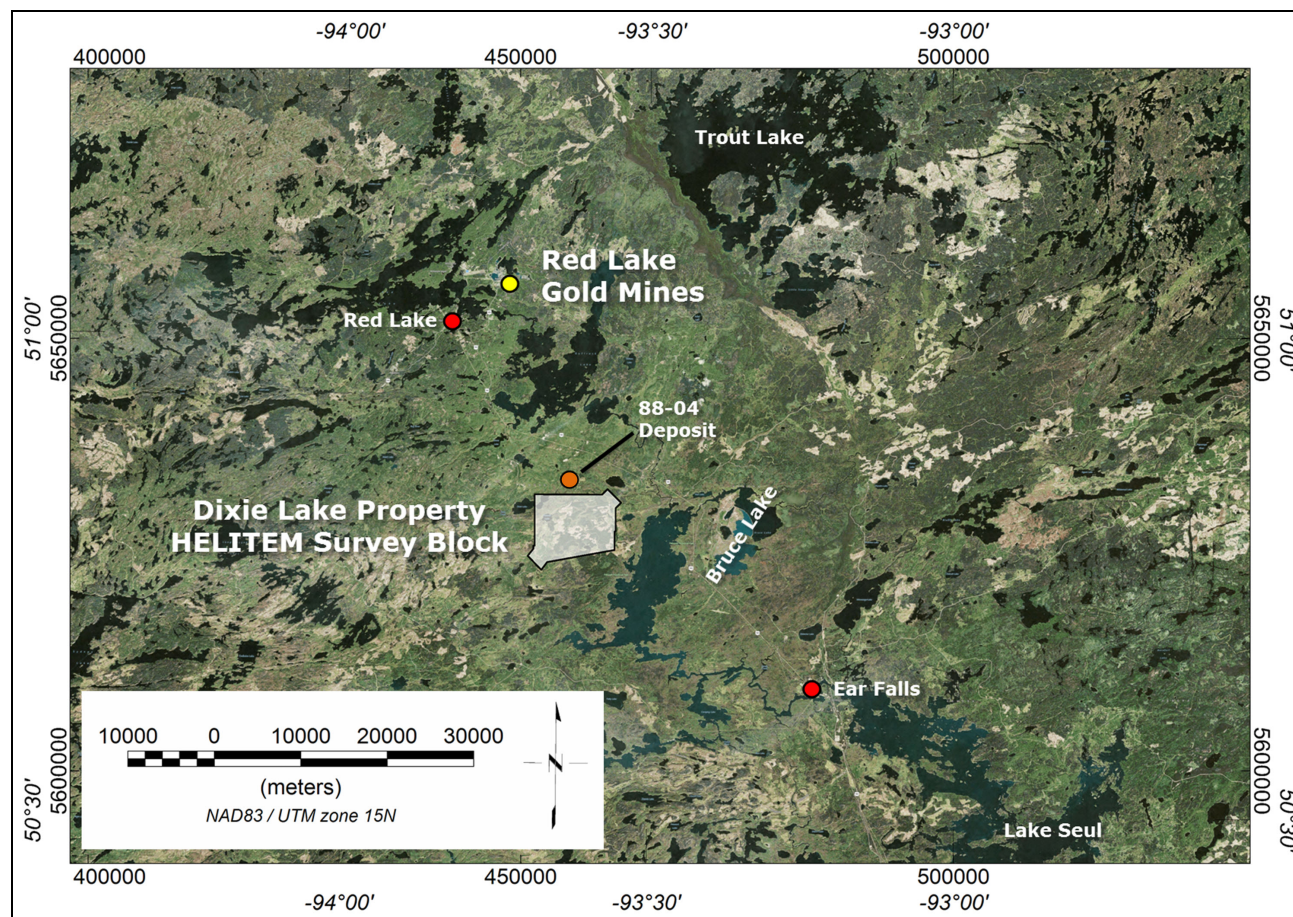 -94°00'
-93°30'
-93°00'
400000
450000
500000
Trout Lake
Red Lake
Gold Mines
Red Lake
51°00'
5650000
5650000
51°00'
88-04
Deposit
Dixie Lake Property
HELITEM Survey Block
Bruce Lake
Ear Falls
10000 0 10000 20000 30000
(meters)
NAD83 / UTM zone 15N
N
50°30'
5600000
5600000
50°30'
Lake Seul
400000
450000
500000
-94°00'
-93°30'
-93°00'